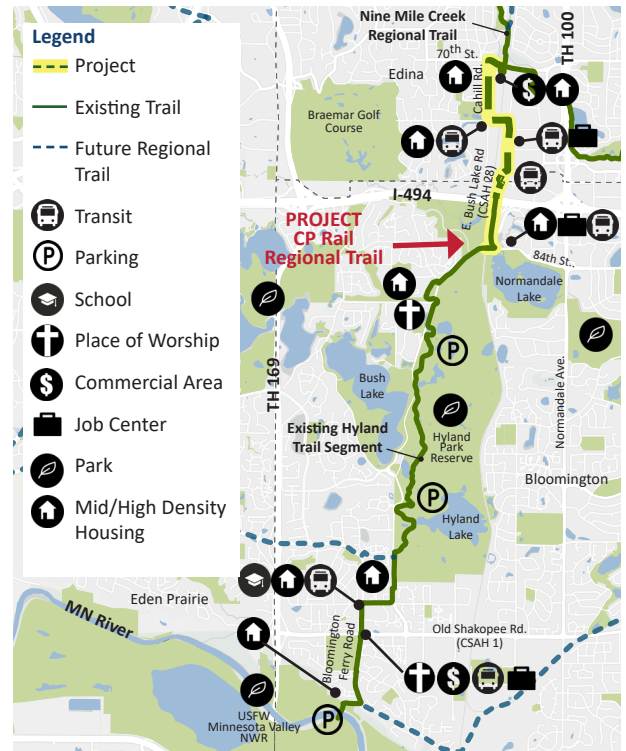 Legend
Project
Existing Trail
Future Regional
Trail
Transit
P
Parking
School
Place of Worship
$
Commercial Area
Job Center
Park
Mid/High Density
Housing
Nine Mile Creek
Regional Trail
TH 100
70th St.
Edina
Cahill Rd.
$
Braemar Golf
Course
E. Bush Lake Rd
(CSAH 28)
I-494
PROJECT
CP Rail
Regional Trail
84th St.
Normandale
Lake
TH 169
P
Bush
Lake
Normandale Ave.
Existing Hyland
Trail Segment
Hyland
Park
Reserve
Bloomington
P
Hyland
Lake
Eden Prairie
MN River
Bloomington
Ferry Road
Old Shakopee Rd.
(CSAH 1)
$
USFW
Minnesota Valley
NWR
P